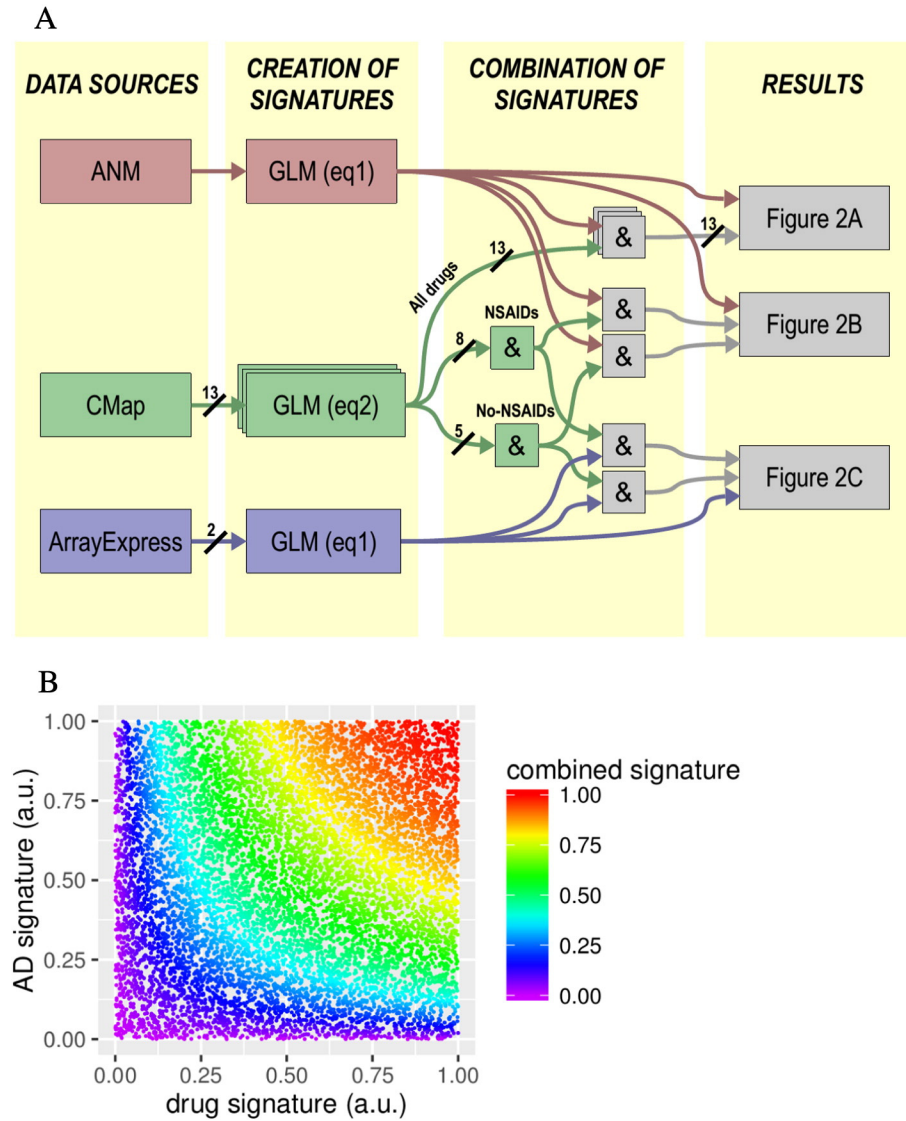 A
DATA SOURCES
CREATION OF
SIGNATURES
COMBINATION OF
SIGNATURES
RESULTS
ANM
GLM (eq1)
&
13
Figure 2A
13
All drugs
NSAIDs
&
Figure 2B
8
&
&
CMap
13
GLM (eq2)
No-NSAIDs
5
&
&
Figure 2C
&
ArrayExpress
2
GLM (eq1)
B
AD signature (a.u.)
1.00
0.75
0.50
0.25
0.00
0.00
0.25
0.50
0.75
1.00
drug signature (a.u.)
combined signature
1.00
0.75
0.50
0.25
0.00